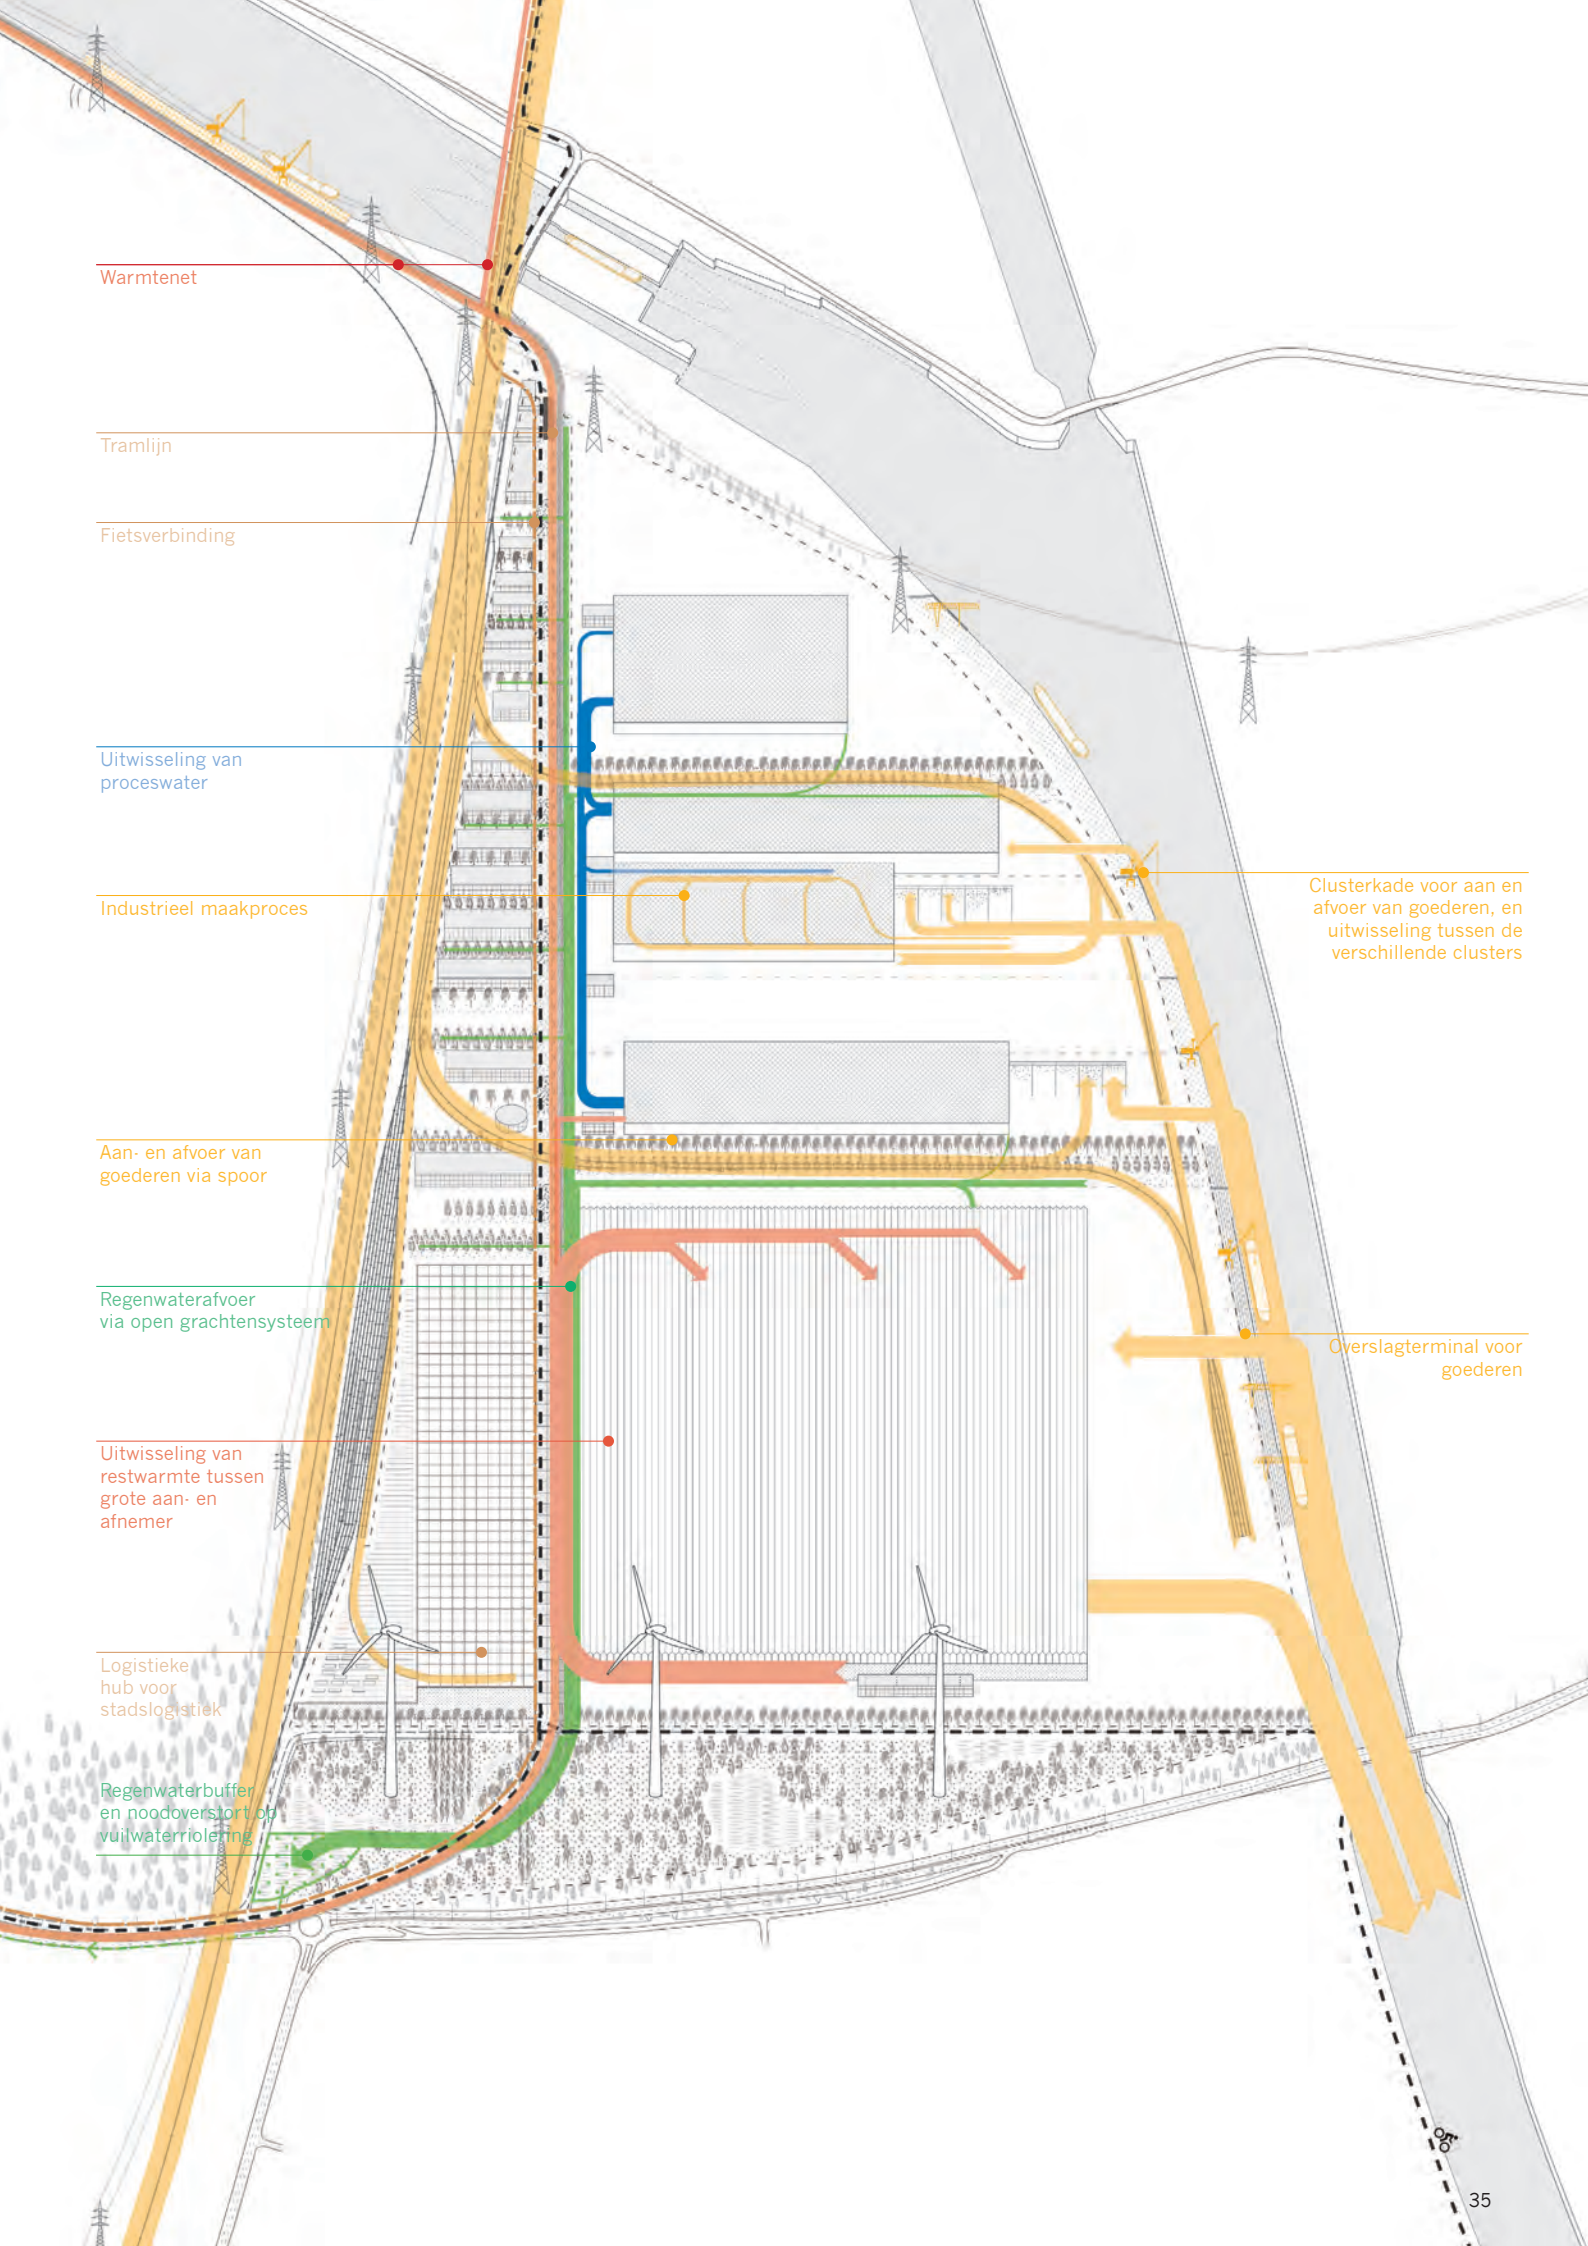 Warmtenet
Tramlijn
Fietsverbinding
Uitwisseling van
proceswater
Industrieel maakproces
Clusterkade voor aan en
afvoer van goederen, en
uitwisseling tussen de
verschillende clusters
Aan- en afvoer van
goederen via spoor
Regenwaterafvoer
via open grachtensysteem
Overslagterminal voor
goederen
Uitwisseling van
restwarmte tussen
grote aan- en
afnemer
Logistieke
hub voor
stadslogistiek
Regenwaterbuffer
en noodoverstort op
vuilwaterriolering
35